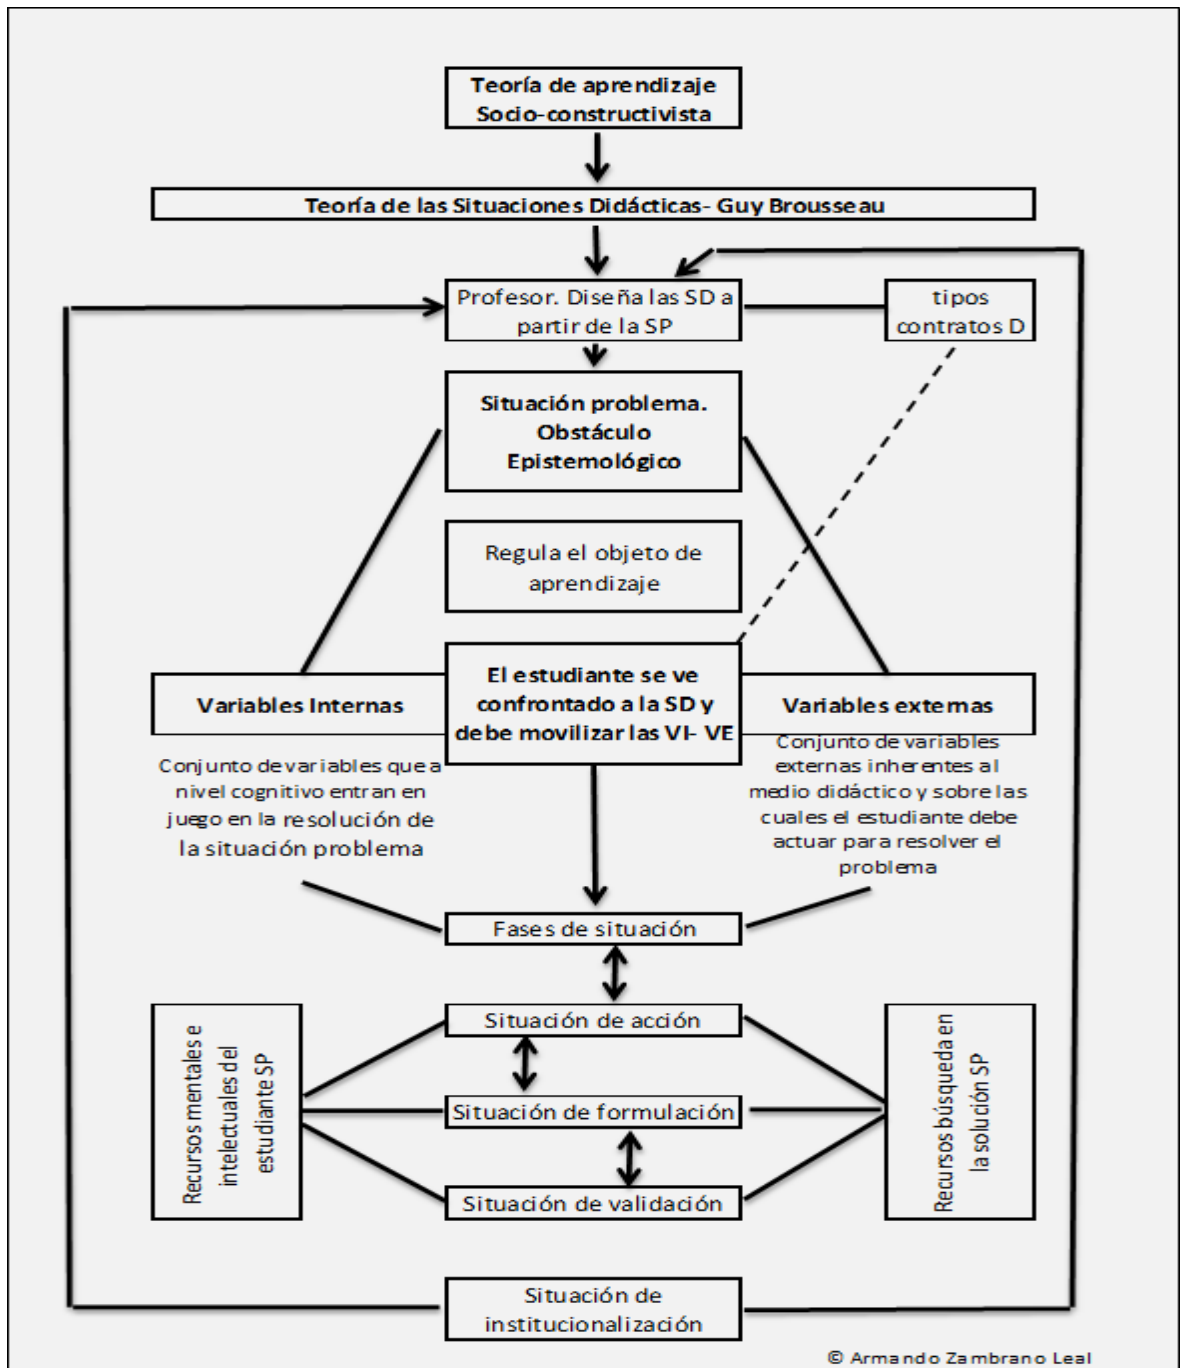 Teoría de aprendizaje
Socio-constructivista
Teoría de las Situaciones Didácticas- Guy Brousseau
Profesor. Diseña las SD a
partir de la SP
tipos
contratos D
Situación problema.
Obstáculo
Epistemológico
Regula el objeto de
aprendizaje
Variables Internas
El estudiante se ve
confrontado a la SD y
debe movilizar las VI- VE
Variables externas
Conjunto de variables que a
nivel cognitivo entran en
juego en la resolución de
la situación problema
Conjunto de variables
externas inherentes al
medio didáctico y sobre las
cuales el estudiante debe
actuar para resolver el
problema
Fases de situación
Recursos mentales e
intelectuales del
estudiante SP
Situación de acción
Situación de formulación
Situación de validación
Recursos búsqueda en
la solución SP
Situación de
institucionalización
© Armando Zambrano Leal